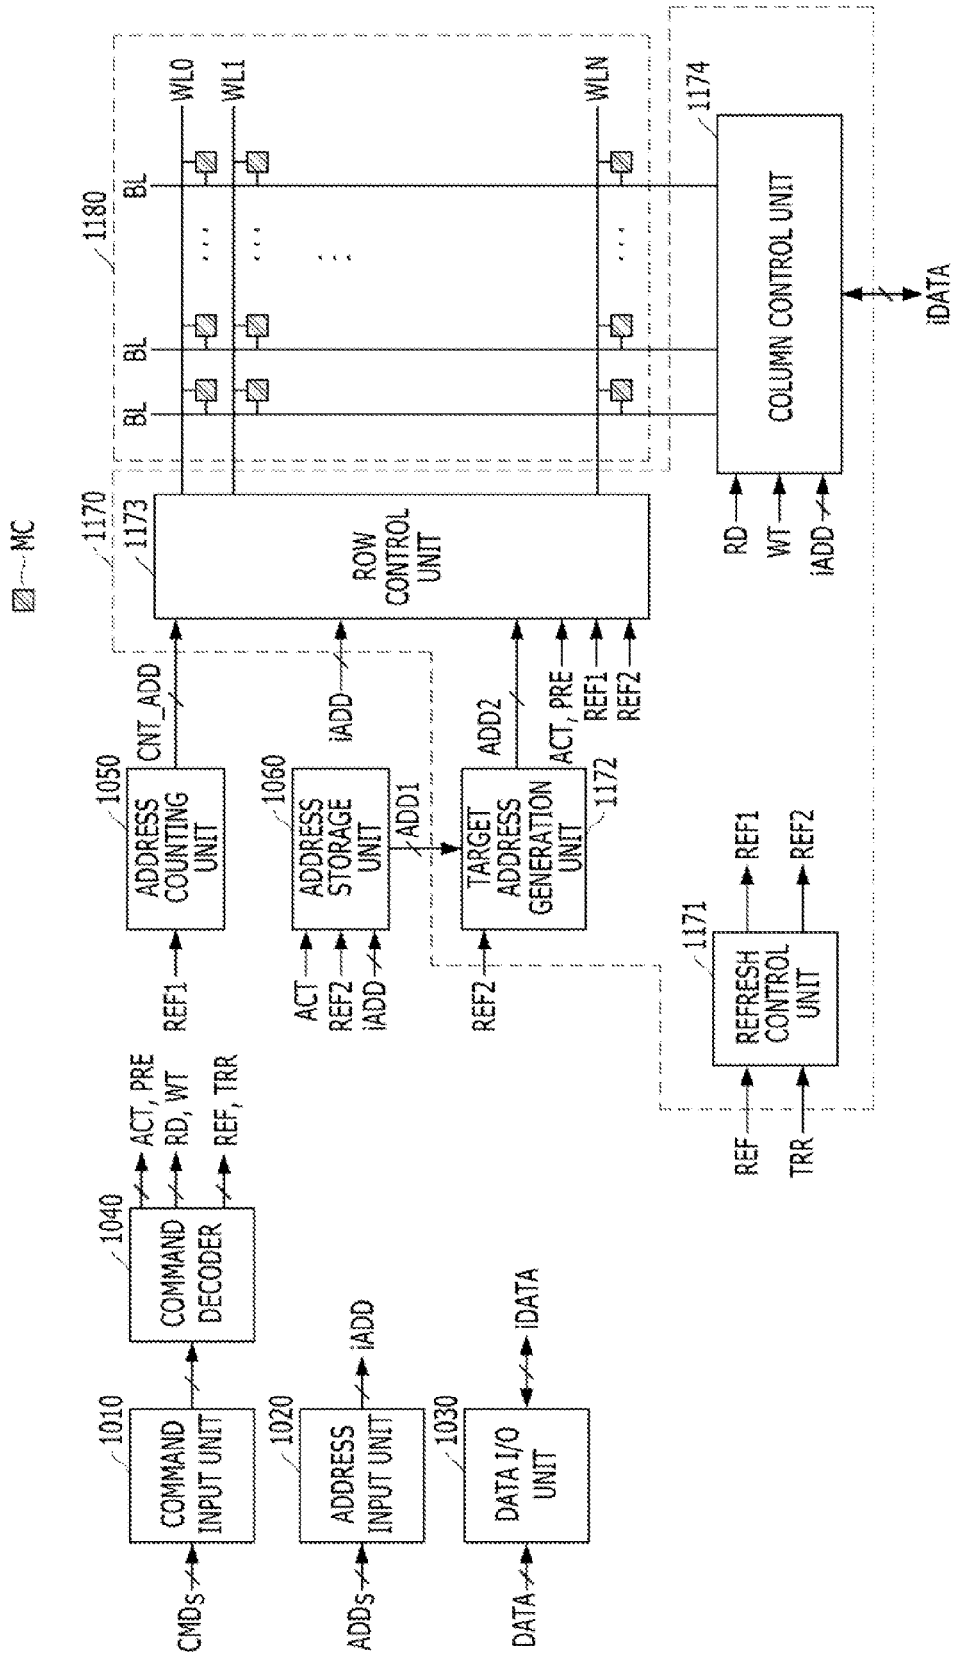 MC
1010
COMMAND
INPUT UNIT
CMDs
1040
COMMAND
DECODER
ACT, PRE
RD, WT
REF, TRR
1020
ADDRESS
INPUT UNIT
ADDs
iADD
1030
DATA I/O
UNIT
DATA
iDATA
1050
ADDRESS
COUNTING
UNIT
REF1
CNT_ADD
1060
ADDRESS
STORAGE
UNIT
ACT
REF2
iADD
ADD1
iADD
TARGET
ADDRESS
GENERATION
UNIT
1172
REF2
ADD2
ACT, PRE
REF1
REF2
1170
1173
ROW
CONTROL
UNIT
1180
BL
BL
BL
WL0
WL1
WLN
1174
COLUMN CONTROL UNIT
RD
WT
iADD
iDATA
1171
REFRESH
CONTROL
UNIT
REF
TRR
REF1
REF2